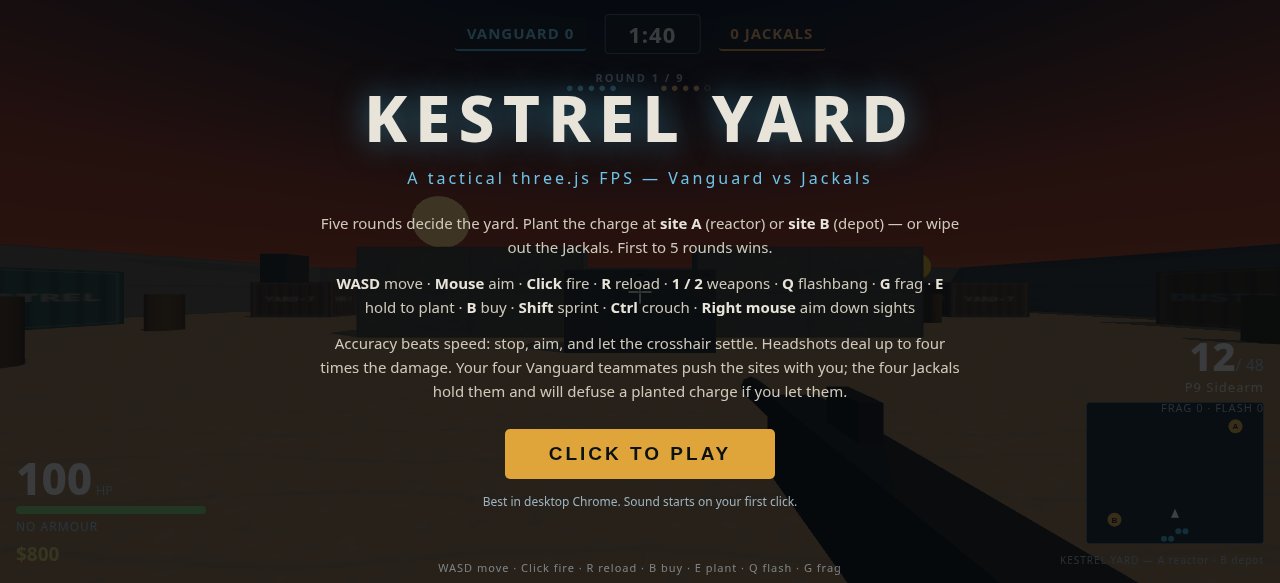 VANGUARD 0
1:40
0 JACKALS
ROUND 1 / 9
KESTREL YARD
A tactical three.js FPS — Vanguard vs Jackals
Five rounds decide the yard. Plant the charge at site A (reactor) or site B (depot) — or wipe
out the Jackals. First to 5 rounds wins.
WASD move · Mouse aim · Click fire · R reload · 1 / 2 weapons · Q flashbang · G frag · E
hold to plant · B buy · Shift sprint · Ctrl crouch · Right mouse aim down sights
Accuracy beats speed: stop, aim, and let the crosshair settle. Headshots deal up to four
times the damage. Your four Vanguard teammates push the sites with you; the four Jackals
hold them and will defuse a planted charge if you let them.
CLICK TO PLAY
Best in desktop Chrome. Sound starts on your first click.
12 / 48
P9 Sidearm
FRAG 0 · FLASH 0
A
B
100 HP
NO ARMOUR
$800
KESTREL YARD — A reactor · B depot
WASD move · Click fire · R reload · B buy · E plant · Q flash · G frag